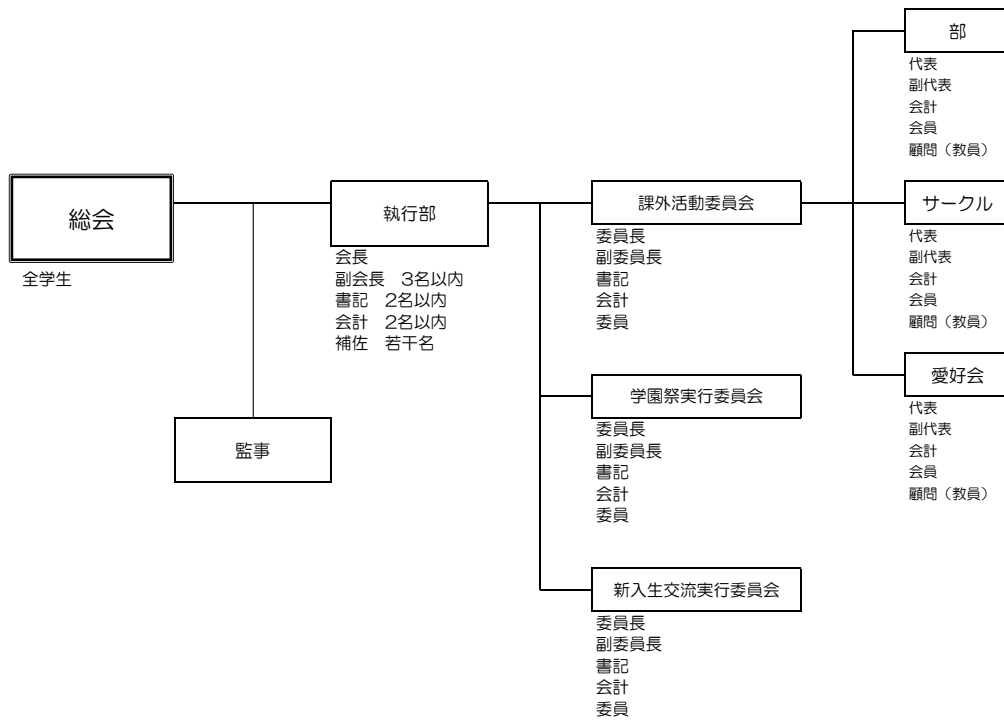 総会
全学生
監事
執行部
会長
副会長　3名以内
書記　2名以内
会計　2名以内
補佐　若干名
課外活動委員会
委員長
副委員長
書記
会計
委員
学園祭実行委員会
委員長
副委員長
書記
会計
委員
新入生交流実行委員会
委員長
副委員長
書記
会計
委員
部
代表
副代表
会計
会員
顧問（教員）
サークル
代表
副代表
会計
会員
顧問（教員）
愛好会
代表
副代表
会計
会員
顧問（教員）